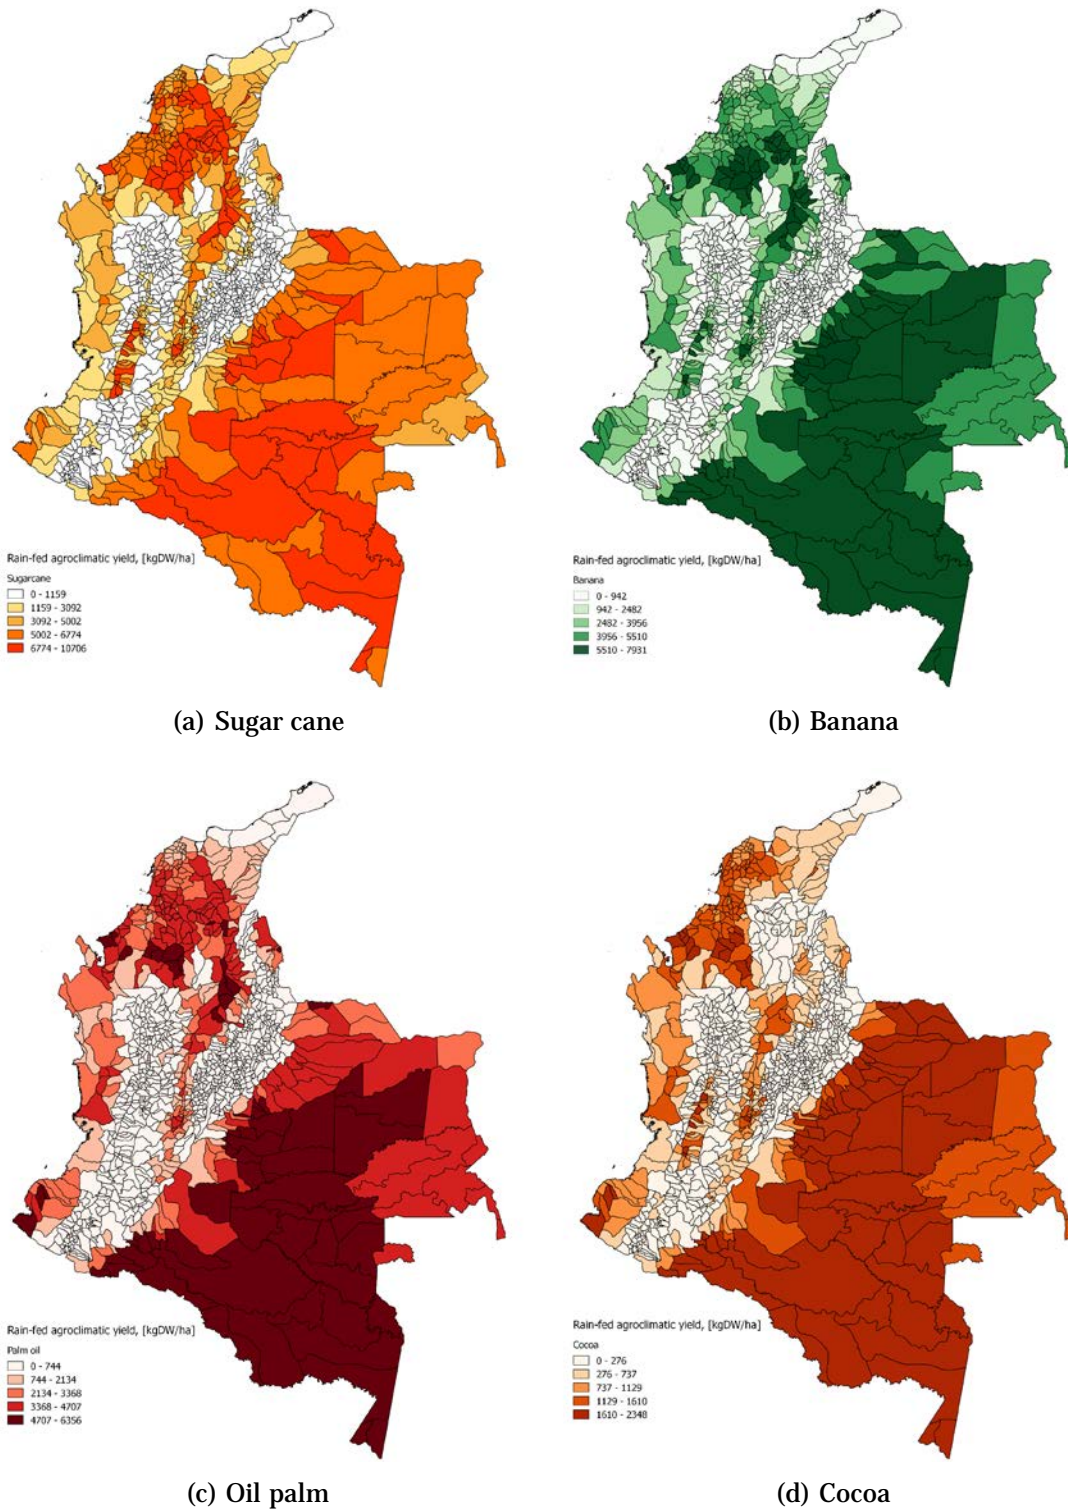 Rain-fed agroclimatic yield, [kgDW/ha]
Sugarcane
0 - 1159
1159 - 3092
3092 - 5002
5002 - 6774
6774 - 10706
(a) Sugar cane
Rain-fed agroclimatic yield, [kgDW/ha]
Banana
0 - 942
942 - 2482
2482 - 3956
3956 - 5510
5510 - 7931
(b) Banana
Rain-fed agroclimatic yield, [kgDW/ha]
Palm oil
0 - 744
744 - 2134
2134 - 3368
3368 - 4707
4707 - 6356
(c) Oil palm
Rain-fed agroclimatic yield, [kgDW/ha]
Cocoa
0 - 276
276 - 737
737 - 1129
1129 - 1610
1610 - 2348
(d) Cocoa